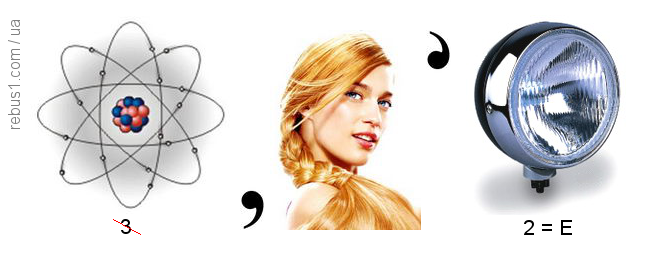 rebus1.com / ua
,
,
3
2 = E